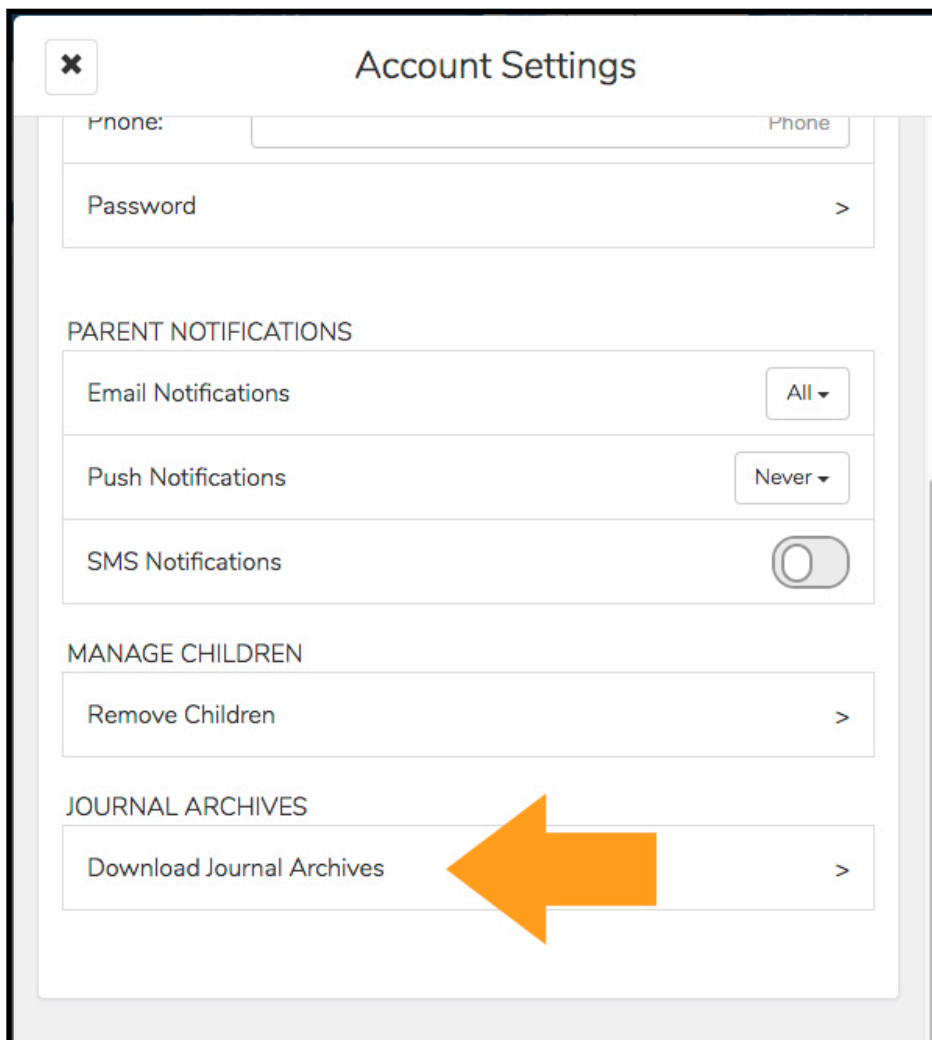 ✖ Account Settings
Phone: Phone
Password >
PARENT NOTIFICATIONS
Email Notifications All
Push Notifications Never
SMS Notifications
MANAGE CHILDREN
Remove Children >
JOURNAL ARCHIVES
Download Journal Archives >